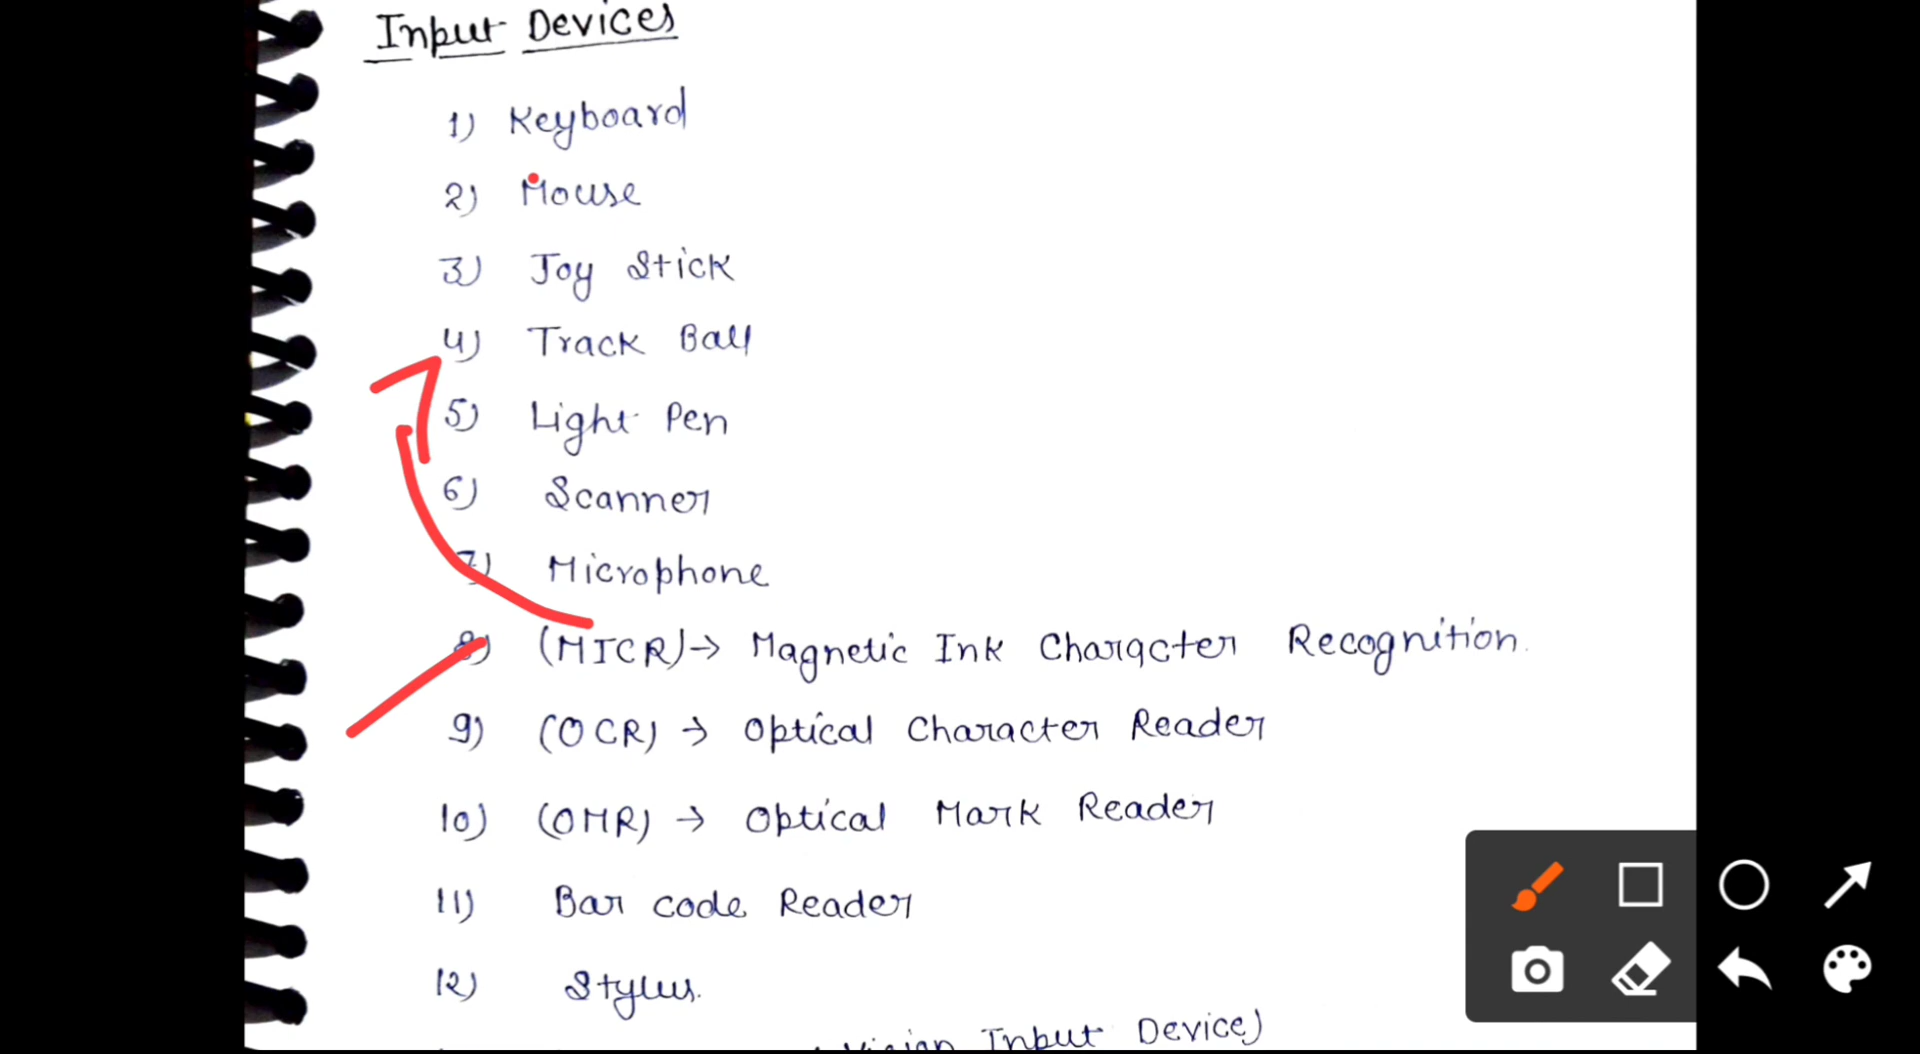 Input Devices
1) Keyboard
2) Mouse
3) Joy Stick
4) Track Ball
5) Light Pen
6) Scanner
7) Microphone
8) (MICR) → Magnetic Ink Character Recognition.
9) (OCR) → Optical Character Reader
10) (OMR) → Optical Mark Reader
11) Bar code Reader
12) Stylus.
Input Device)